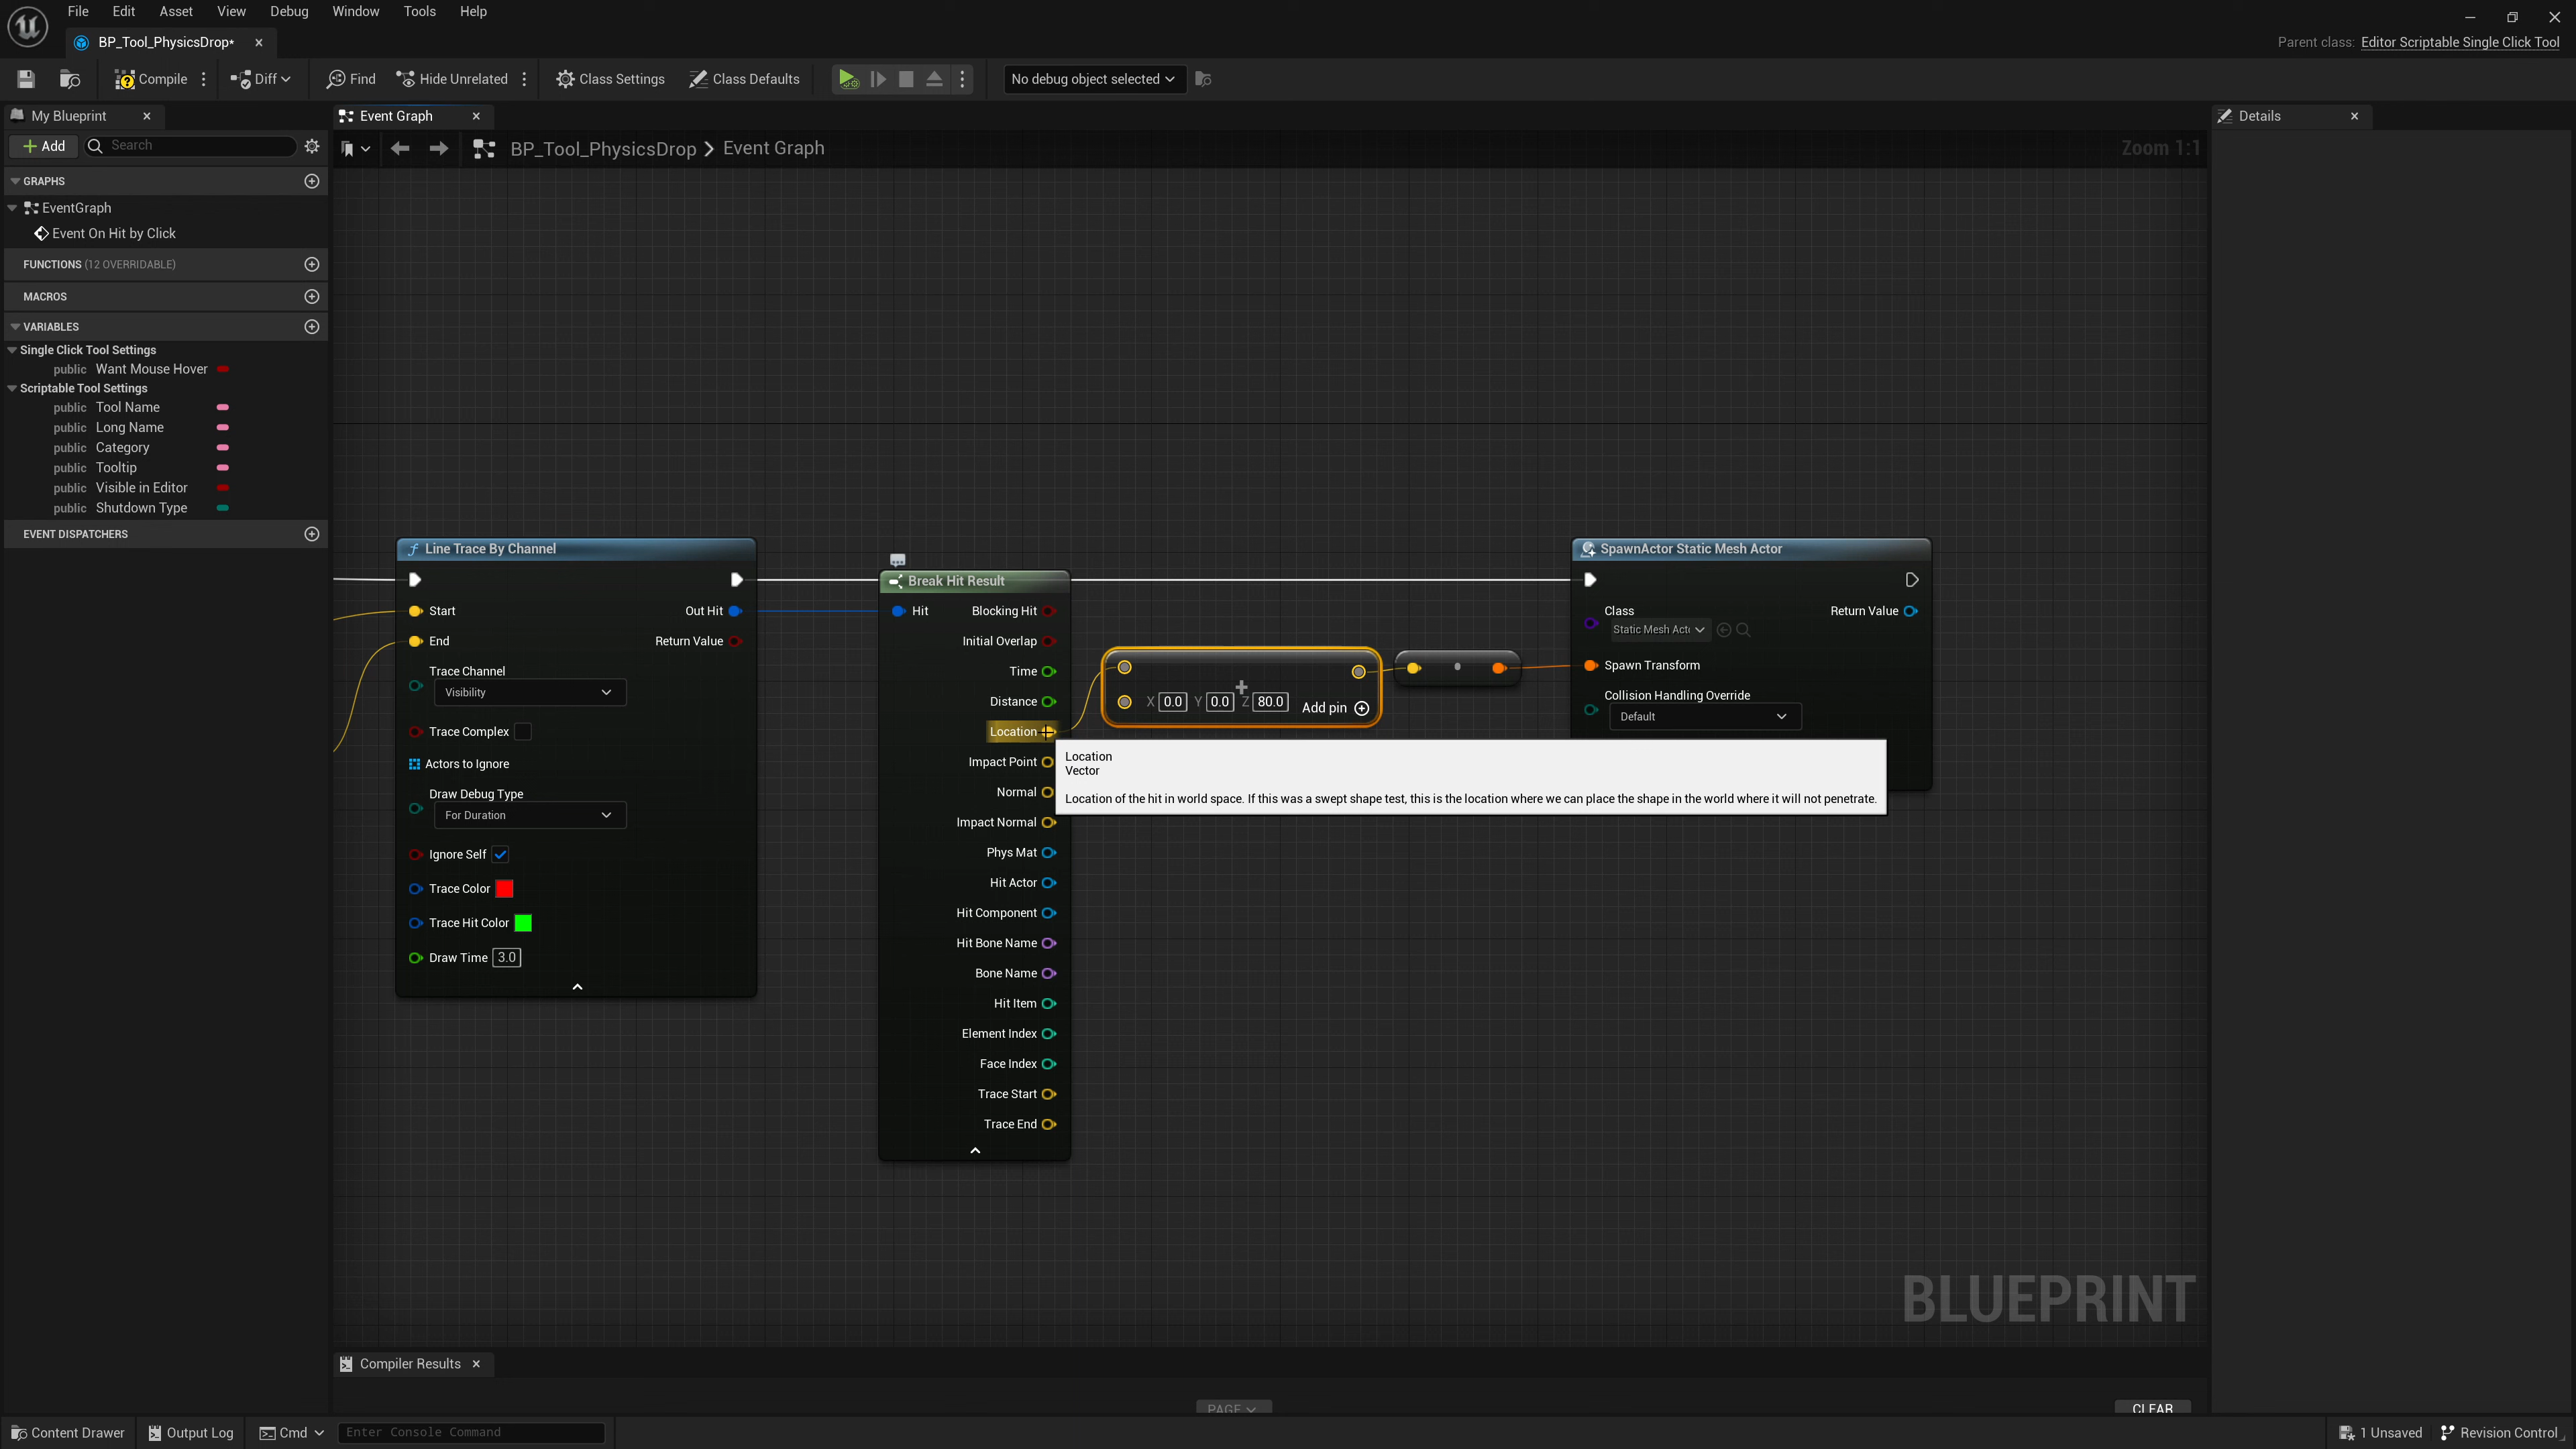 File Edit Asset View Debug Window Tools Help
BP_Tool_PhysicsDrop*
Parent class: Editor Scriptable Single Click Tool
Compile
Diff
Find
Hide Unrelated
Class Settings
Class Defaults
No debug object selected
My Blueprint
Event Graph
Details
Add
Search
BP_Tool_PhysicsDrop > Event Graph
Zoom 1:1
GRAPHS
EventGraph
Event On Hit by Click
FUNCTIONS (12 OVERRIDABLE)
MACROS
VARIABLES
Single Click Tool Settings
public Want Mouse Hover
Scriptable Tool Settings
public Tool Name
public Long Name
public Category
public Tooltip
public Visible in Editor
public Shutdown Type
EVENT DISPATCHERS
Line Trace By Channel
Start
Out Hit
End
Return Value
Trace Channel
Visibility
Trace Complex
Actors to Ignore
Draw Debug Type
For Duration
Ignore Self
Trace Color
Trace Hit Color
Draw Time 3.0
Break Hit Result
Hit
Blocking Hit
Initial Overlap
Time
Distance
Location
Impact Point
Normal
Impact Normal
Phys Mat
Hit Actor
Hit Component
Hit Bone Name
Bone Name
Hit Item
Element Index
Face Index
Trace Start
Trace End
X 0.0 Y 0.0 Z 80.0
Add pin
SpawnActor Static Mesh Actor
Class
Return Value
Static Mesh Act
Spawn Transform
Collision Handling Override
Default
Location
Vector
Location of the hit in world space. If this was a swept shape test, this is the location where we can place the shape in the world where it will not penetrate.
BLUEPRINT
Compiler Results
PAGE
CLEAR
Content Drawer
Output Log
Cmd
Enter Console Command
1 Unsaved
Revision Control